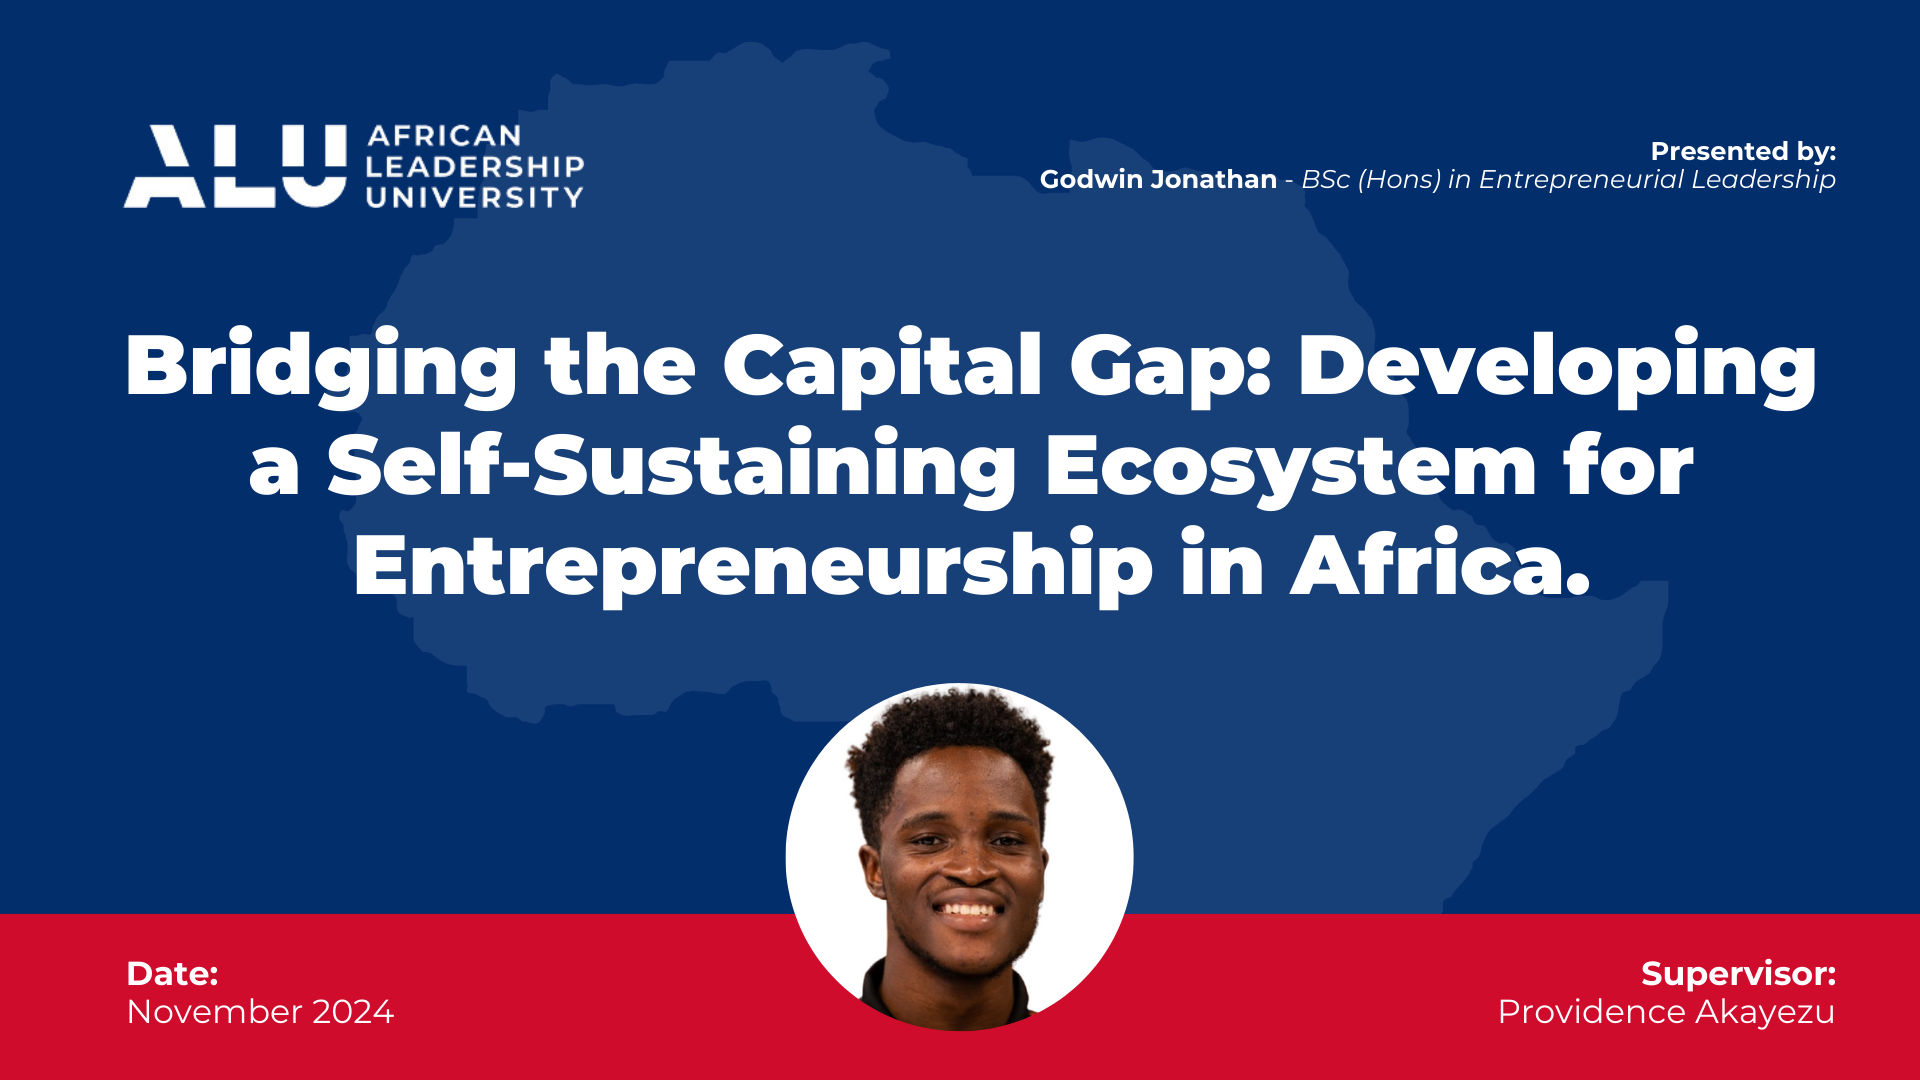 ALU
AFRICAN
LEADERSHIP
UNIVERSITY
Presented by:
Godwin Jonathan - BSc (Hons) in Entrepreneurial Leadership
Bridging the Capital Gap: Developing
a Self-Sustaining Ecosystem for
Entrepreneurship in Africa.
Date:
November 2024
Supervisor:
Providence Akayezu